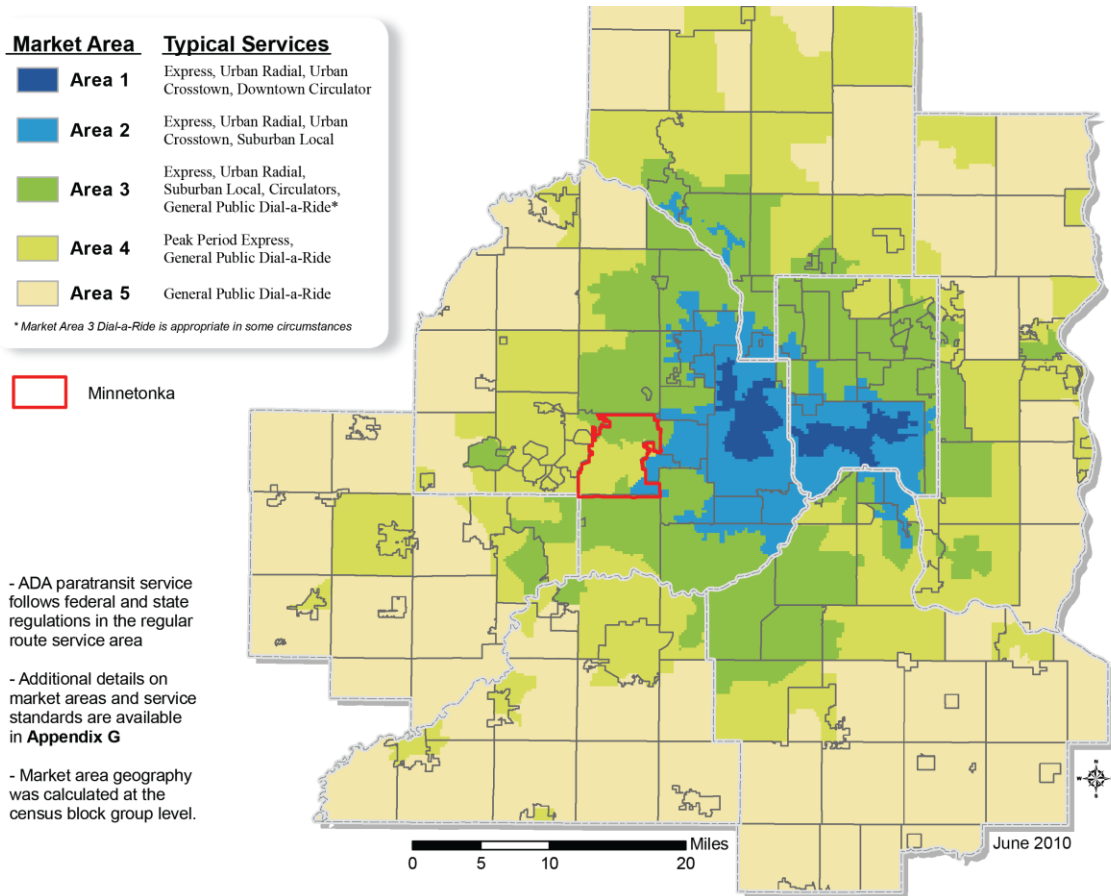 Market Area Typical Services
Area 1 Express, Urban Radial, Urban
Crosstown, Downtown Circulator
Area 2 Express, Urban Radial, Urban
Crosstown, Suburban Local
Area 3 Express, Urban Radial,
Suburban Local, Circulators,
General Public Dial-a-Ride*
Area 4 Peak Period Express,
General Public Dial-a-Ride
Area 5 General Public Dial-a-Ride
* Market Area 3 Dial-a-Ride is appropriate in some circumstances
Minnetonka
- ADA paratransit service
follows federal and state
regulations in the regular
route service area
- Additional details on
market areas and service
standards are available
in Appendix G
- Market area geography
was calculated at the
census block group level.
Miles
0 5 10 20
June 2010
N
W E
S